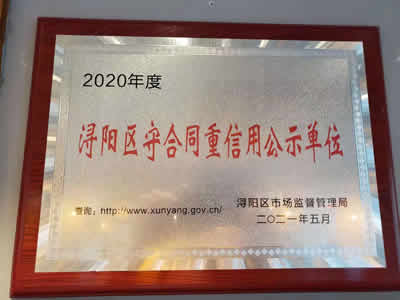 2020年度
浔阳区守合同重信用公示单位
查询：http://www.xunyang.gov.cn/
浔阳区市场监督管理局
二〇二一年五月